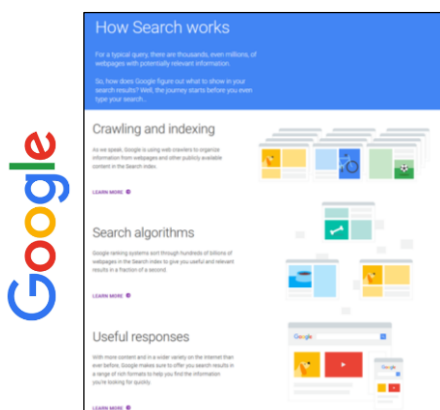 Google
How Search works
For a typical query, there are thousands, even millions, of
webpages with potentially relevant information.
So, how does Google figure out what to show in your
search results? Well, the journey starts before you even
type your search...
Crawling and indexing
As we speak, Google is using web crawlers to organize
information from webpages and other publicly available
content in the Search index.
LEARN MORE
Search algorithms
Google ranking systems sort through hundreds of billions of
webpages in the Search index to give you useful and relevant
results in a fraction of a second.
LEARN MORE
Useful responses
With more content and in a wider variety on the internet than
ever before, Google makes sure to offer you search results in
a range of rich formats to help you find the information
you're looking for quickly.
LEARN MORE
Google
Google